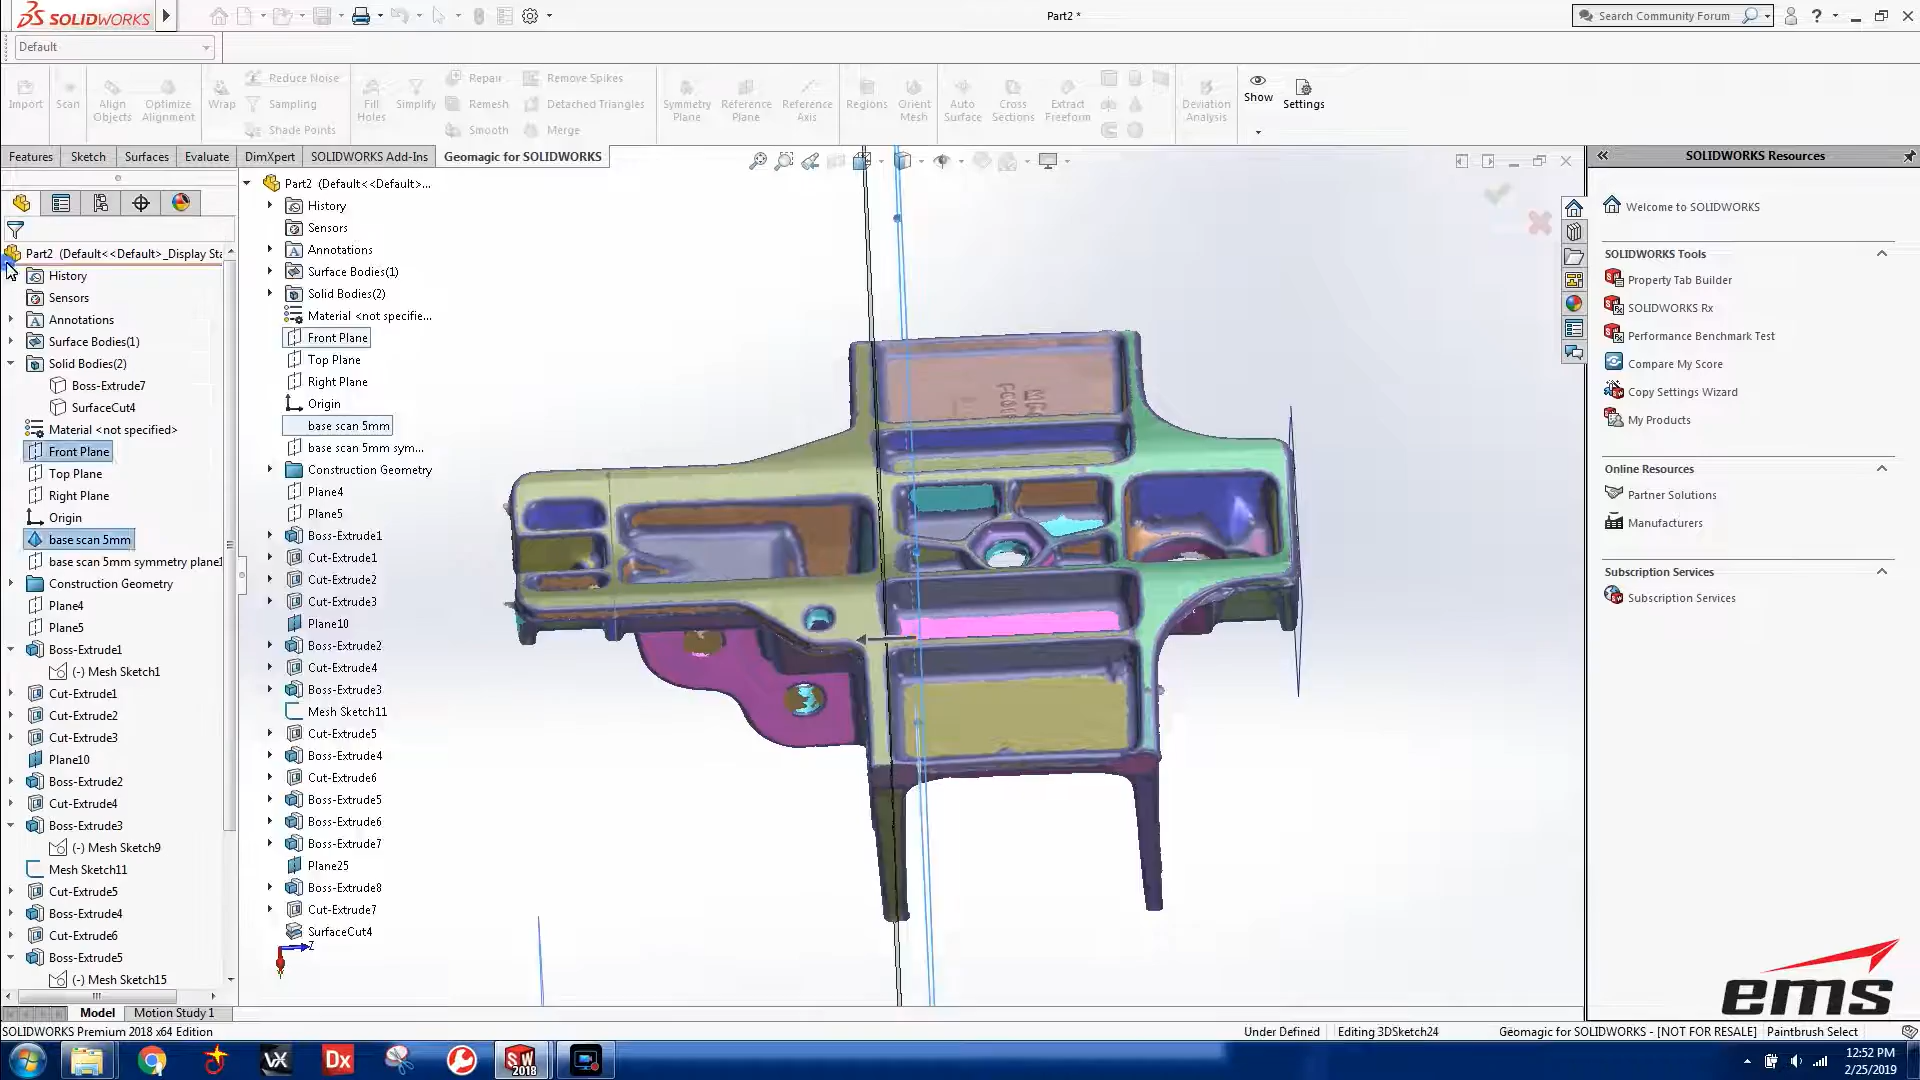 SOLIDWORKS
Part2 *
Search Community Forum
Default
Import
Scan
Align Objects
Optimize Alignment
Wrap
Reduce Noise
Sampling
Shade Points
Fill Holes
Simplify
Repair
Remesh
Smooth
Remove Spikes
Detached Triangles
Merge
Symmetry Plane
Reference Plane
Reference Axis
Regions
Orient Mesh
Auto Surface
Cross Sections
Extract Freeform
Deviation Analysis
Show
Settings
Features
Sketch
Surfaces
Evaluate
DimXpert
SOLIDWORKS Add-Ins
Geomagic for SOLIDWORKS
Part2 (Default<<Default>_Display Sta
History
Sensors
Annotations
Surface Bodies(1)
Solid Bodies(2)
Boss-Extrude7
SurfaceCut4
Material <not specified>
Front Plane
Top Plane
Right Plane
Origin
base scan 5mm
base scan 5mm symmetry plane1
Construction Geometry
Plane4
Plane5
Boss-Extrude1
(-) Mesh Sketch1
Cut-Extrude1
Cut-Extrude2
Cut-Extrude3
Plane10
Boss-Extrude2
Cut-Extrude4
Boss-Extrude3
(-) Mesh Sketch9
Mesh Sketch11
Cut-Extrude5
Boss-Extrude4
Cut-Extrude6
Boss-Extrude5
(-) Mesh Sketch15
Part2 (Default<<Default>...
History
Sensors
Annotations
Surface Bodies(1)
Solid Bodies(2)
Material <not specifie...
Front Plane
Top Plane
Right Plane
Origin
base scan 5mm
base scan 5mm sym...
Construction Geometry
Plane4
Plane5
Boss-Extrude1
Cut-Extrude1
Cut-Extrude2
Cut-Extrude3
Plane10
Boss-Extrude2
Cut-Extrude4
Boss-Extrude3
Mesh Sketch11
Cut-Extrude5
Boss-Extrude4
Cut-Extrude6
Boss-Extrude5
Boss-Extrude6
Boss-Extrude7
Plane25
Boss-Extrude8
Cut-Extrude7
SurfaceCut4
Z
SOLIDWORKS Resources
Welcome to SOLIDWORKS
SOLIDWORKS Tools
Property Tab Builder
SOLIDWORKS Rx
Performance Benchmark Test
Compare My Score
Copy Settings Wizard
My Products
Online Resources
Partner Solutions
Manufacturers
Subscription Services
Subscription Services
ems
Model
Motion Study 1
SOLIDWORKS Premium 2018 x64 Edition
Under Defined
Editing 3DSketch24
Geomagic for SOLIDWORKS - [NOT FOR RESALE]
Paintbrush Select
VX
Dx
SW 2018
12:52 PM
2/25/2019